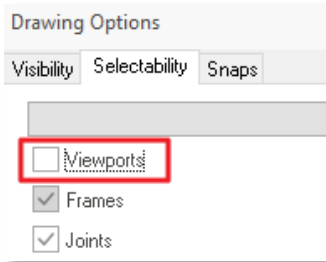 Drawing Options
Visibility Selectability Snaps
Viewports
Frames
Joints